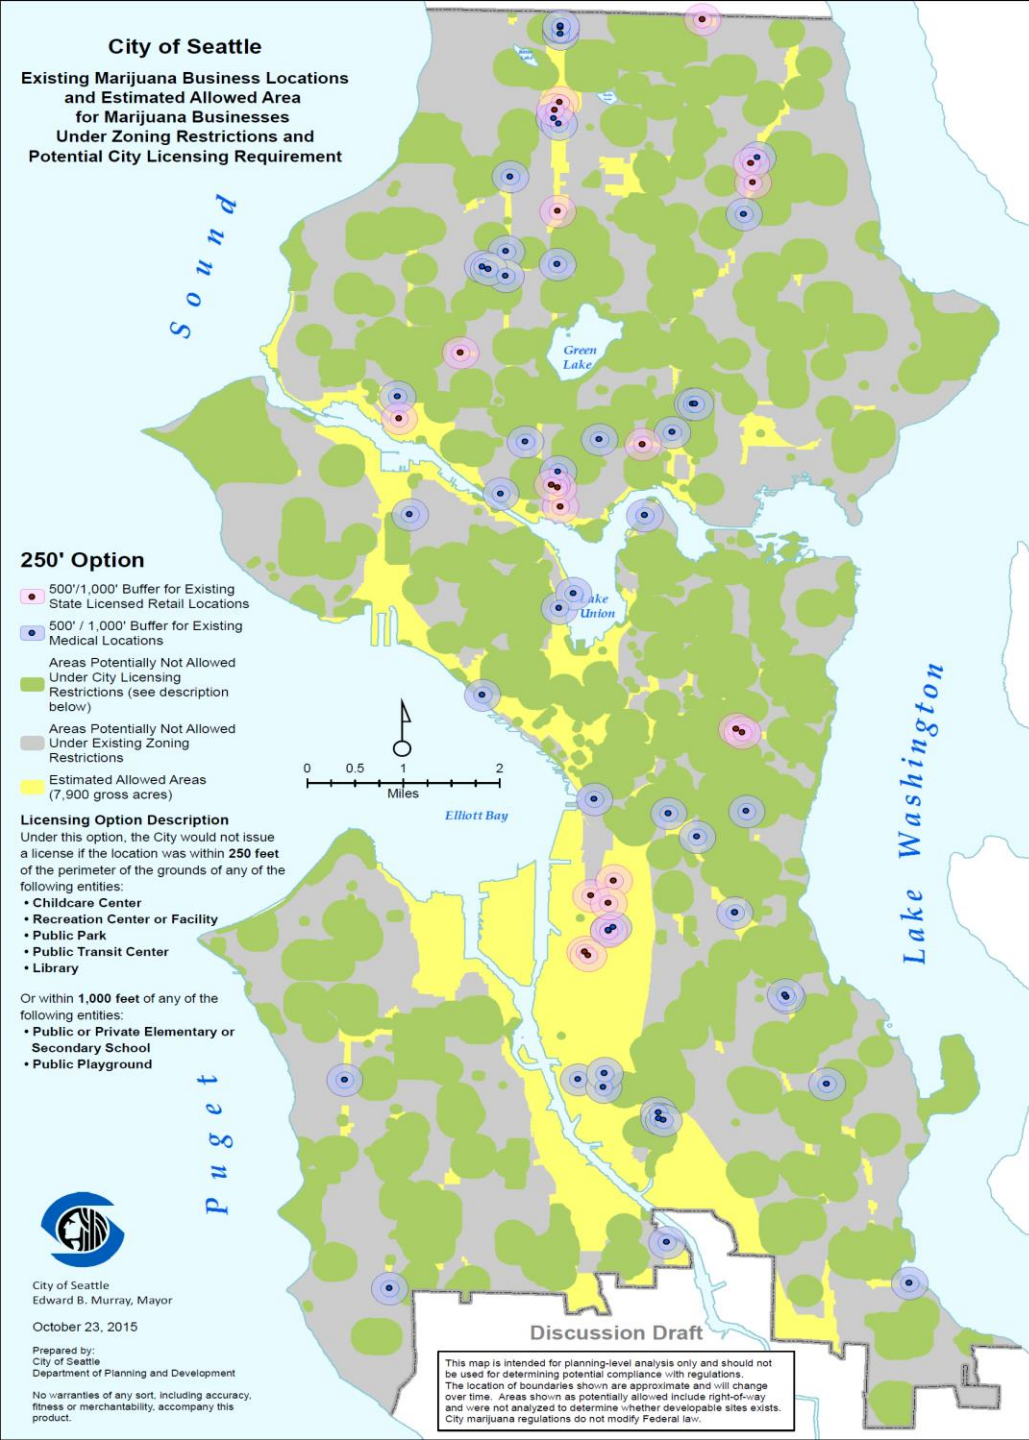 City of Seattle
Existing Marijuana Business Locations
and Estimated Allowed Area
for Marijuana Businesses
Under Zoning Restrictions and
Potential City Licensing Requirement
Sound
Green
Lake
250' Option
500'/1,000' Buffer for Existing
State Licensed Retail Locations
500' / 1,000' Buffer for Existing
Medical Locations
Areas Potentially Not Allowed
Under City Licensing
Restrictions (see description
below)
Areas Potentially Not Allowed
Under Existing Zoning
Restrictions
Estimated Allowed Areas
(7,900 gross acres)
Lake
Union
0 0.5 1 2
Miles
Elliott Bay
Lake Washington
Licensing Option Description
Under this option, the City would not issue
a license if the location was within 250 feet
of the perimeter of the grounds of any of the
following entities:
• Childcare Center
• Recreation Center or Facility
• Public Park
• Public Transit Center
• Library
Or within 1,000 feet of any of the
following entities:
• Public or Private Elementary or
Secondary School
• Public Playground
Puget
City of Seattle
Edward B. Murray, Mayor
October 23, 2015
Prepared by:
City of Seattle
Department of Planning and Development
No warranties of any sort, including accuracy,
fitness or merchantability, accompany this
product.
Discussion Draft
This map is intended for planning-level analysis only and should not
be used for determining potential compliance with regulations.
The location of boundaries shown are approximate and will change
over time. Areas shown as potentially allowed include right-of-way
and were not analyzed to determine whether developable sites exists.
City marijuana regulations do not modify Federal law.